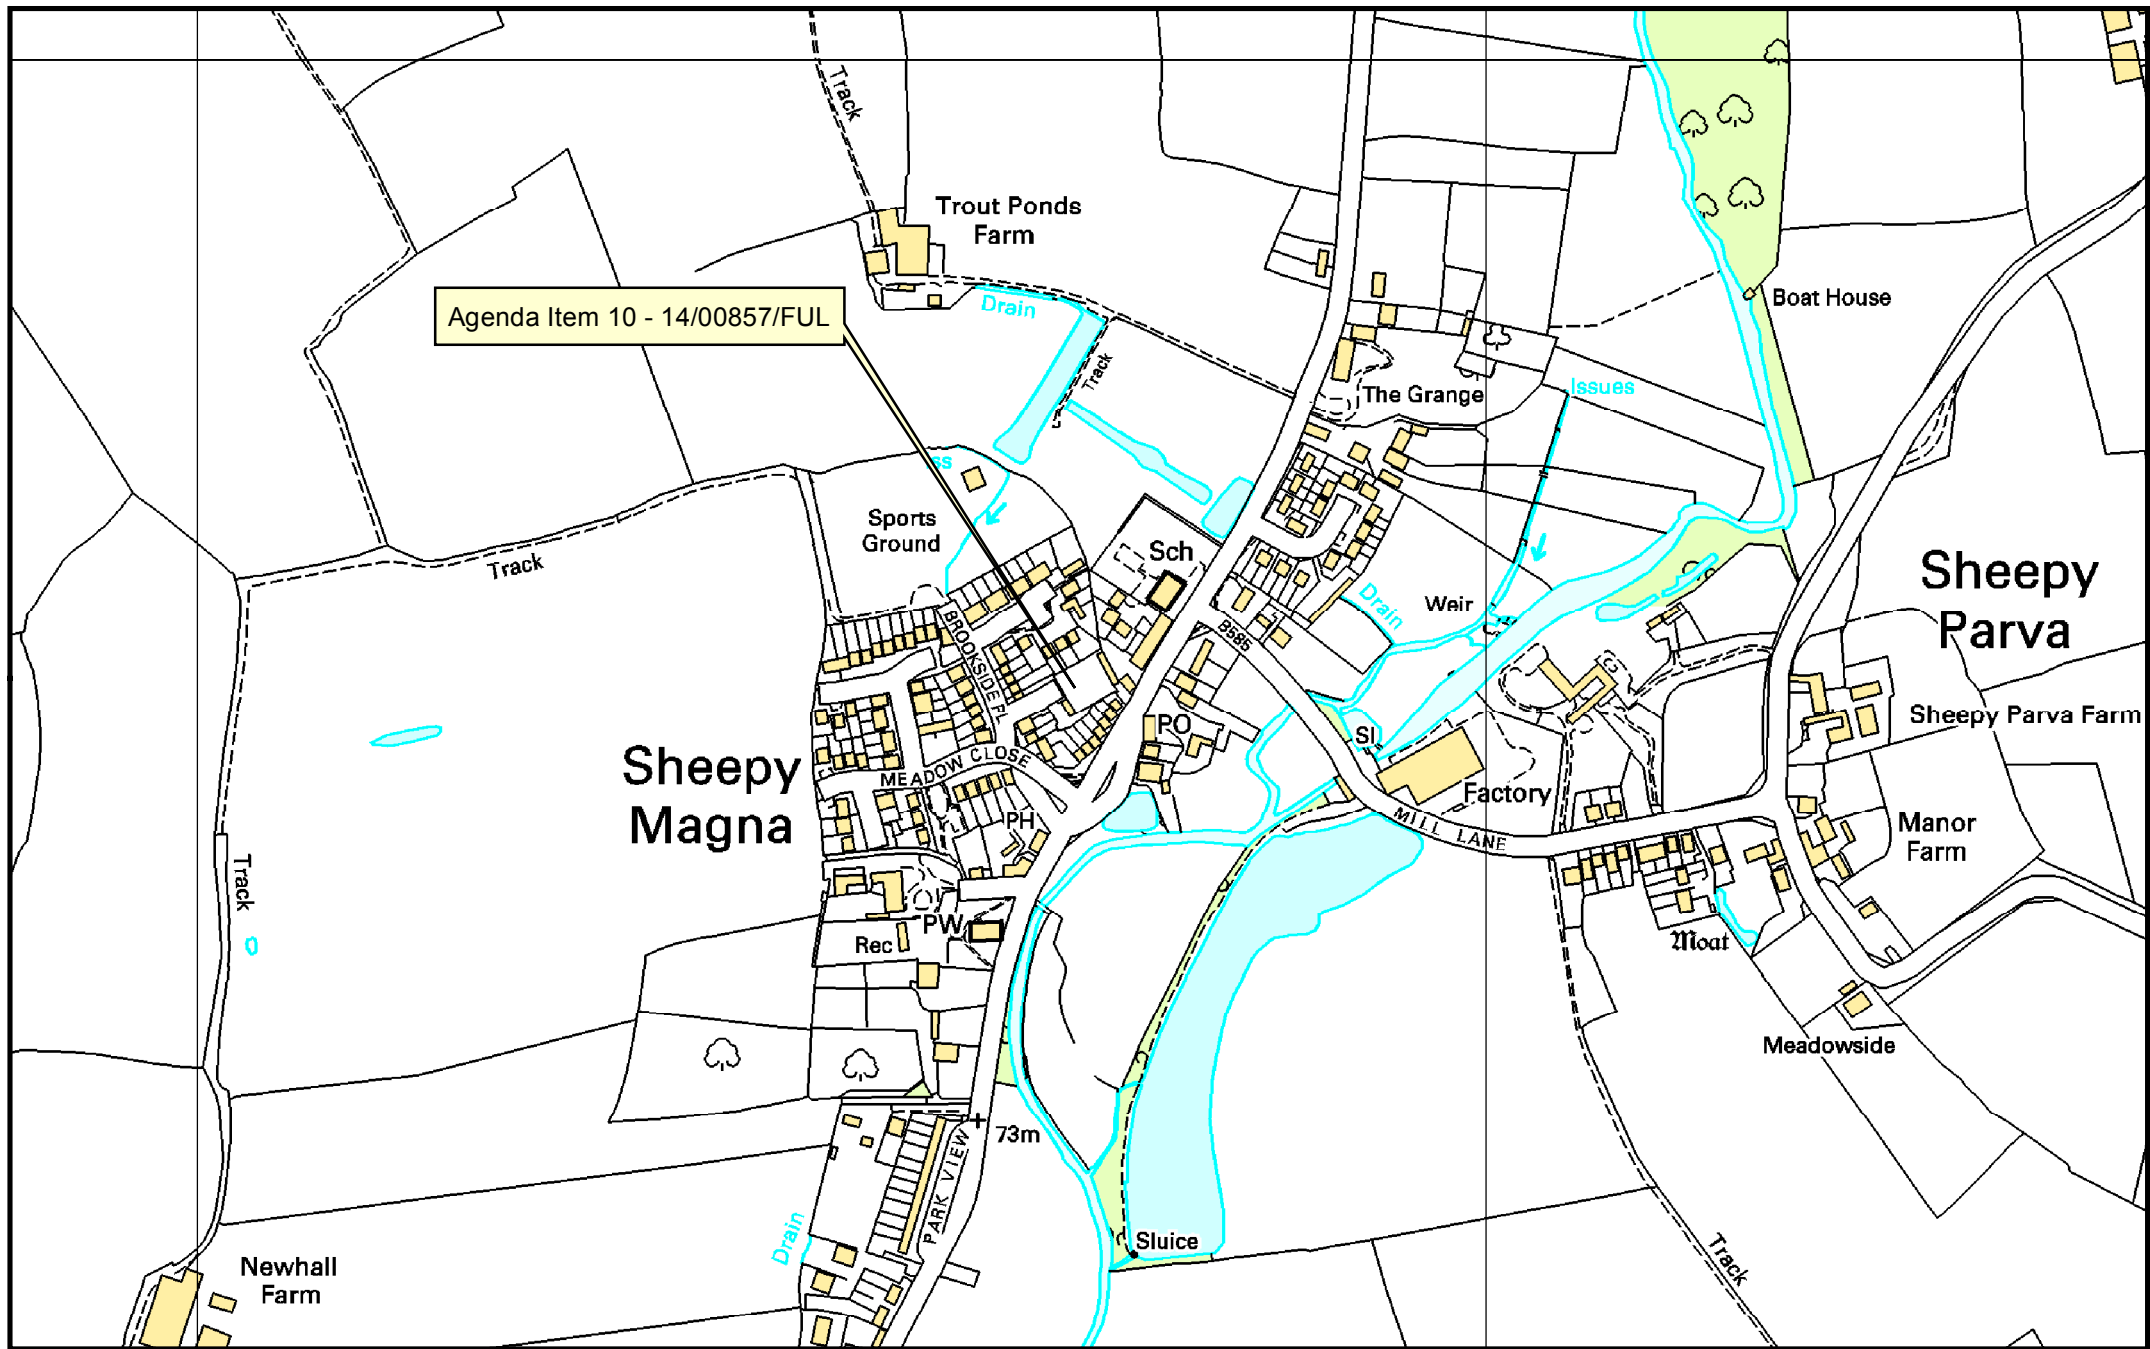 Track
Trout Ponds
Farm
Boat House
Drain
Agenda Item 10 - 14/00857/FUL
Track
The Grange
Issues
ss
Sports
Ground
Sch
Track
Sheepy
Parva
Drain
Weir
B585
BROOKSIDE PL
Sheepy Parva Farm
PO
SI
Sheepy
Magna
MEADOW CLOSE
Factory
PH
MILL LANE
Manor
Farm
Track
PW
Rec
Moat
Meadowside
73m
PARK VIEW
Drain
Sluice
Track
Newhall
Farm